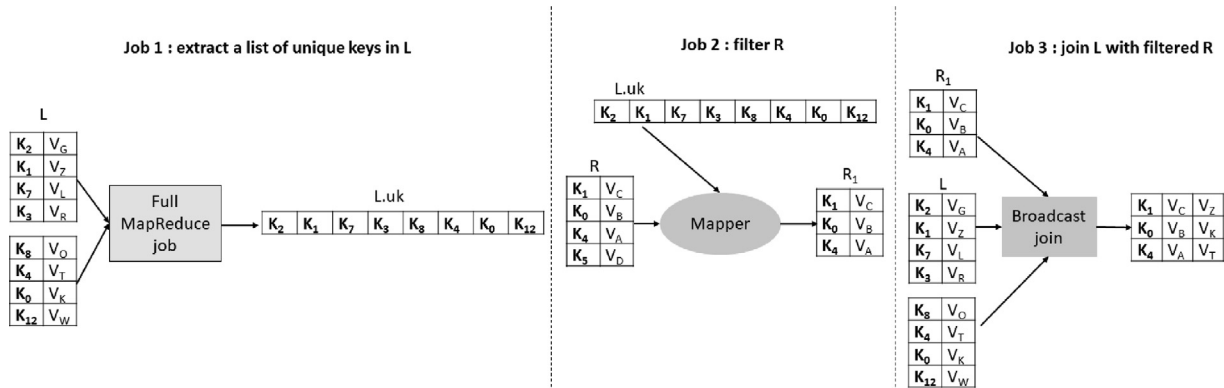 Job 1 : extract a list of unique keys in L
L
K2 VG
K1 VZ
K7 VL
K3 VR
K8 VO
K4 VT
K0 VK
K12 VW
Full
MapReduce
job
L.uk
K2 K1 K7 K3 K8 K4 K0 K12
Job 2 : filter R
L.uk
K2 K1 K7 K3 K8 K4 K0 K12
R
K1 VC
K0 VB
K4 VA
K5 VD
Mapper
R1
K1 VC
K0 VB
K4 VA
Job 3 : join L with filtered R
R1
K1 VC
K0 VB
K4 VA
L
K2 VG
K1 VZ
K7 VL
K3 VR
K8 VO
K4 VT
K0 VK
K12 VW
Broadcast
join
K1 VC VZ
K0 VB VK
K4 VA VT